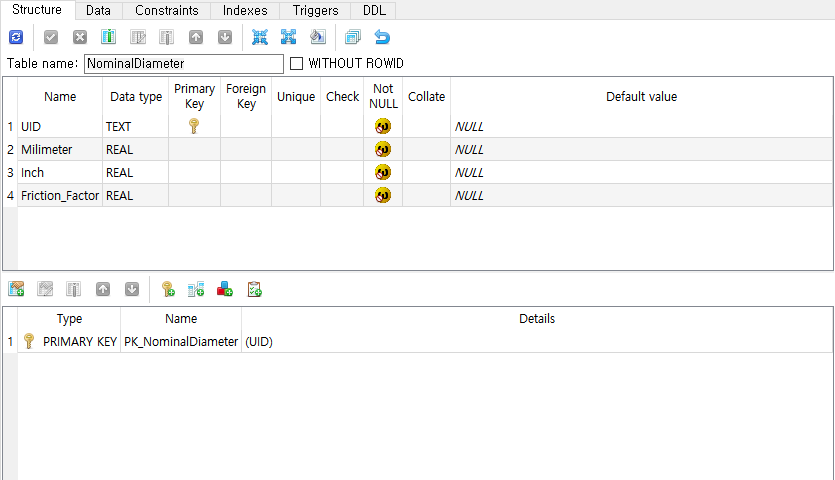 Structure Data Constraints Indexes Triggers DDL
Table name: NominalDiameter WITHOUT ROWID
Name Data type Primary Key Foreign Key Unique Check Not NULL Collate Default value
1 UID TEXT NULL
2 Milimeter REAL NULL
3 Inch REAL NULL
4 Friction_Factor REAL NULL
Type Name Details
1 PRIMARY KEY PK_NominalDiameter (UID)